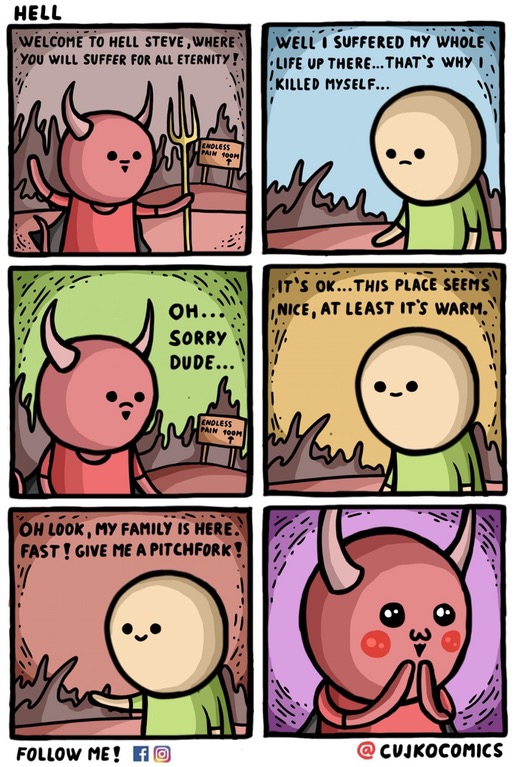 HELL
WELCOME TO HELL STEVE, WHERE
YOU WILL SUFFER FOR ALL ETERNITY!
ENDLESS
PAIN 100M
WELL I SUFFERED MY WHOLE
LIFE UP THERE...THAT'S WHY I
KILLED MYSELF...
OH...
SORRY
DUDE...
ENDLESS
PAIN 100M
IT'S OK...THIS PLACE SEEMS
NICE, AT LEAST IT'S WARM.
OH LOOK, MY FAMILY IS HERE.
FAST! GIVE ME A PITCHFORK!
FOLLOW ME!
@CUJKOCOMICS